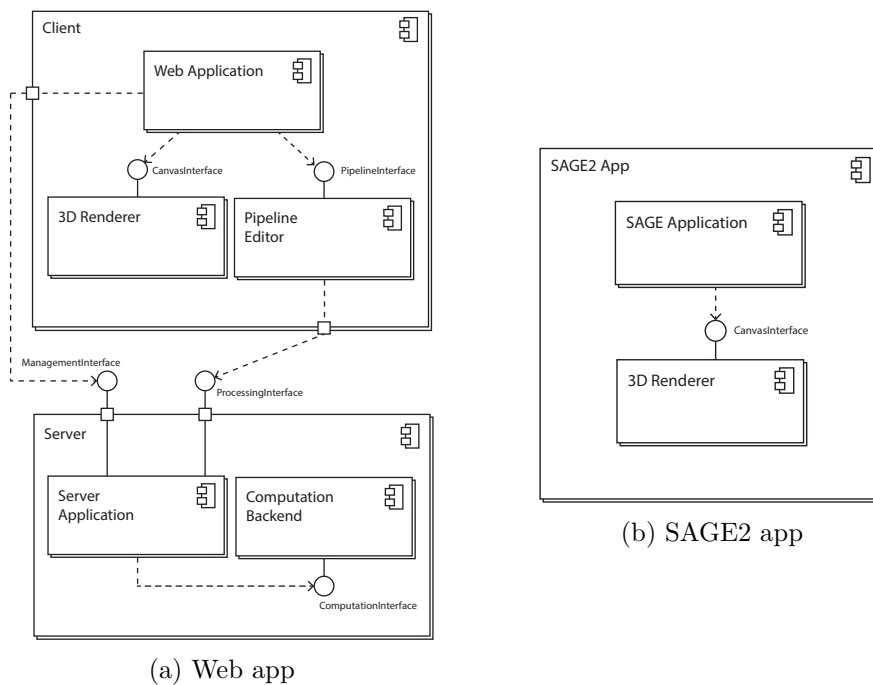 Client
Web Application
CanvasInterface
PipelineInterface
3D Renderer
Pipeline
Editor
ManagementInterface
ProcessingInterface
Server
Server
Application
Computation
Backend
ComputationInterface
(a) Web app
SAGE2 App
SAGE Application
CanvasInterface
3D Renderer
(b) SAGE2 app